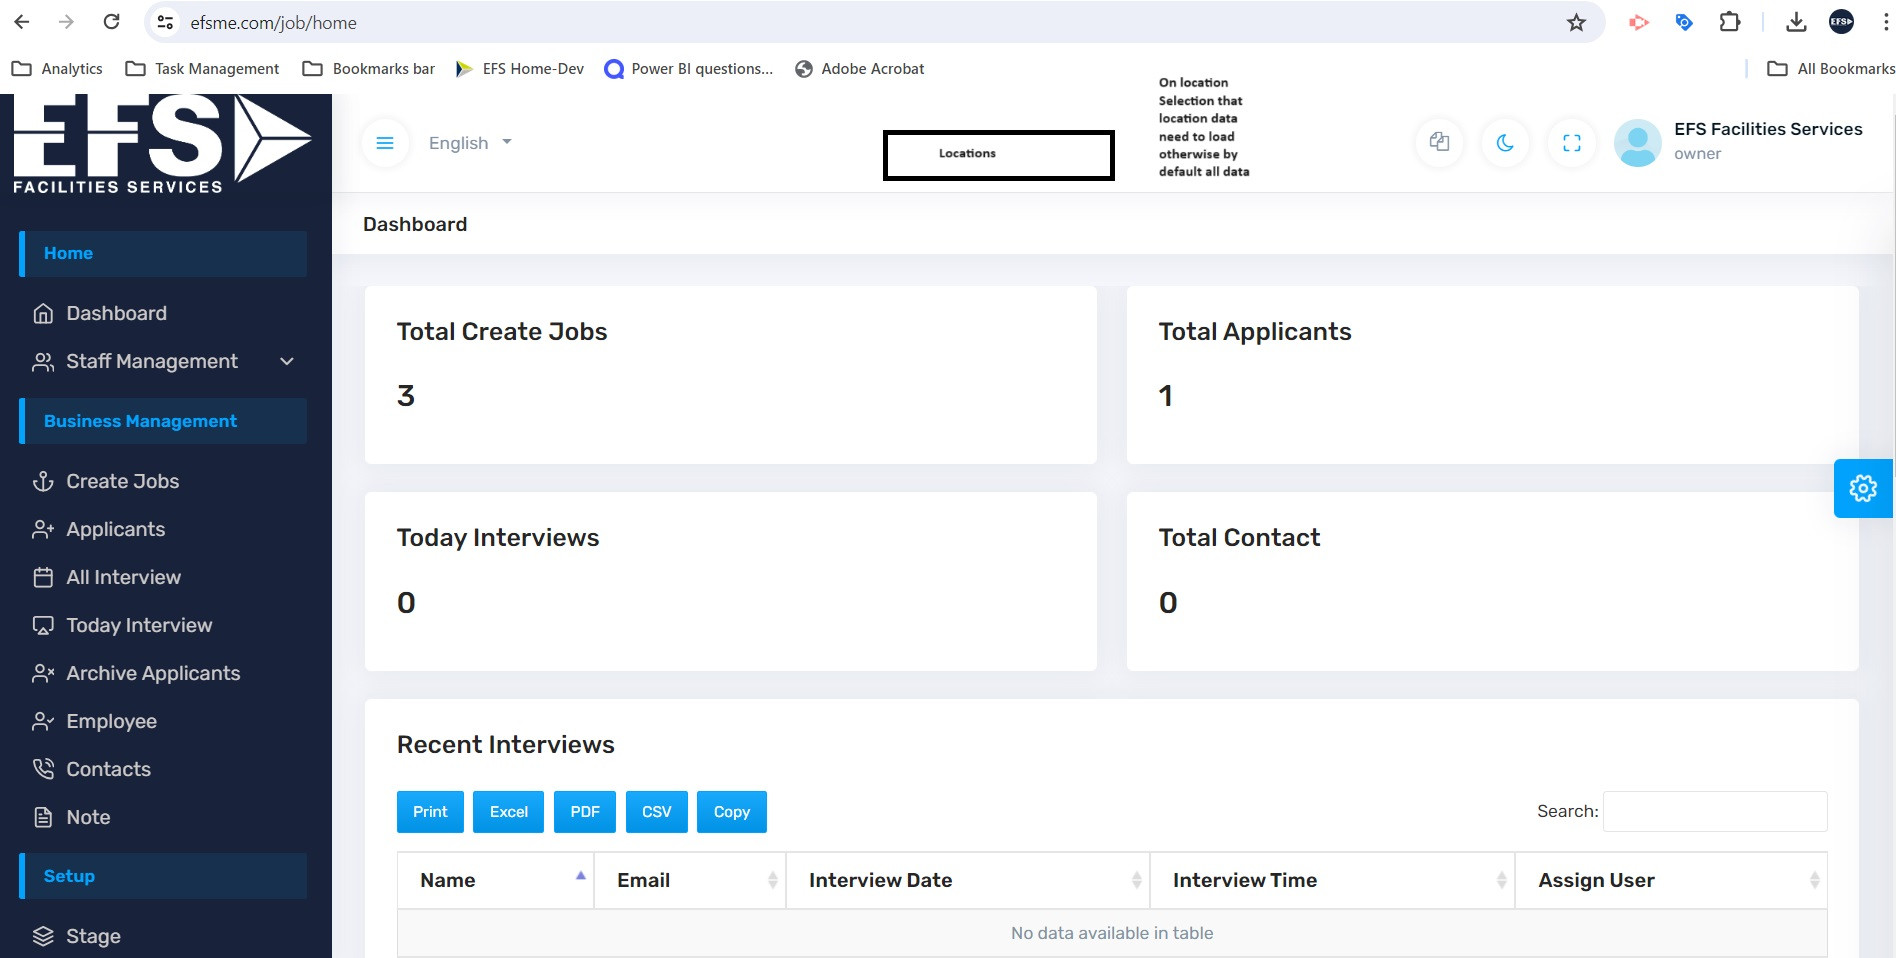 efsme.com/job/home
EFS
Analytics
Task Management
Bookmarks bar
EFS Home-Dev
Power BI questions...
Adobe Acrobat
All Bookmarks
EFS
FACILITIES SERVICES
English
Locations
On location
Selection that
location data
need to load
otherwise by
default all data
EFS Facilities Services
owner
Dashboard
Home
Dashboard
Staff Management
Business Management
Create Jobs
Applicants
All Interview
Today Interview
Archive Applicants
Employee
Contacts
Note
Setup
Stage
Total Create Jobs
3
Total Applicants
1
Today Interviews
0
Total Contact
0
Recent Interviews
Print Excel PDF CSV Copy
Search:
Name Email Interview Date Interview Time Assign User
No data available in table